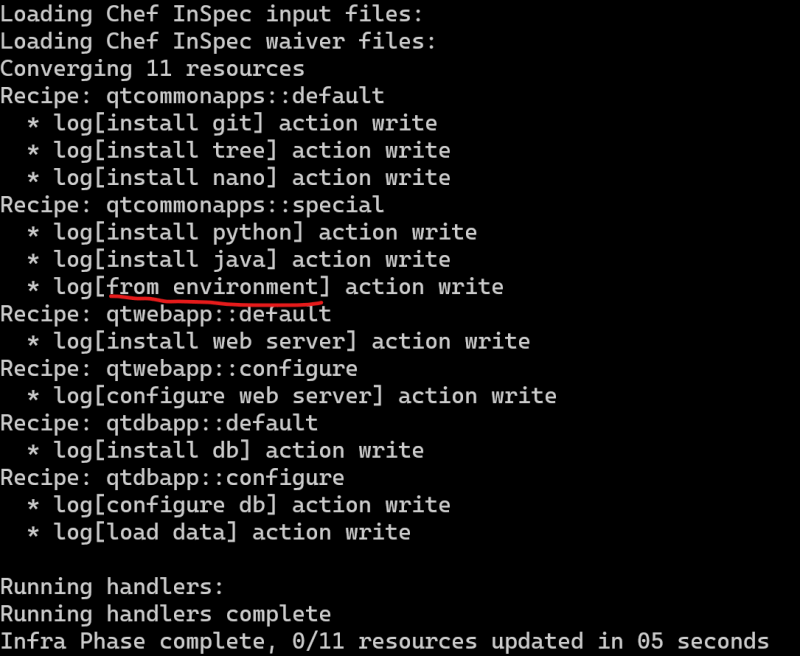 Loading Chef InSpec input files:
Loading Chef InSpec waiver files:
Converging 11 resources
Recipe: qtcommonapps::default
  * log[install git] action write
  * log[install tree] action write
  * log[install nano] action write
Recipe: qtcommonapps::special
  * log[install python] action write
  * log[install java] action write
  * log[from environment] action write
Recipe: qtwebapp::default
  * log[install web server] action write
Recipe: qtwebapp::configure
  * log[configure web server] action write
Recipe: qtdbapp::default
  * log[install db] action write
Recipe: qtdbapp::configure
  * log[configure db] action write
  * log[load data] action write

Running handlers:
Running handlers complete
Infra Phase complete, 0/11 resources updated in 05 seconds